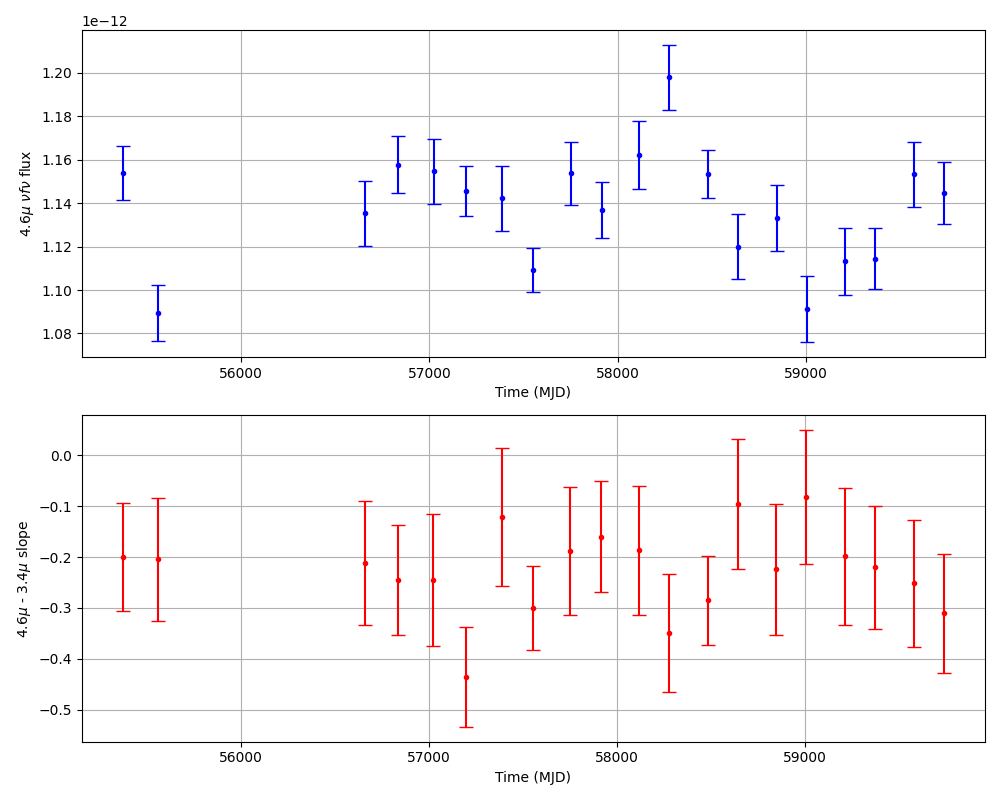 1e−12
1.20
1.18
1.16
1.14
1.12
1.10
1.08
4.6μ νfν flux
56000 57000 58000 59000
Time (MJD)
0.0
−0.1
−0.2
−0.3
−0.4
−0.5
4.6μ - 3.4μ slope
56000 57000 58000 59000
Time (MJD)